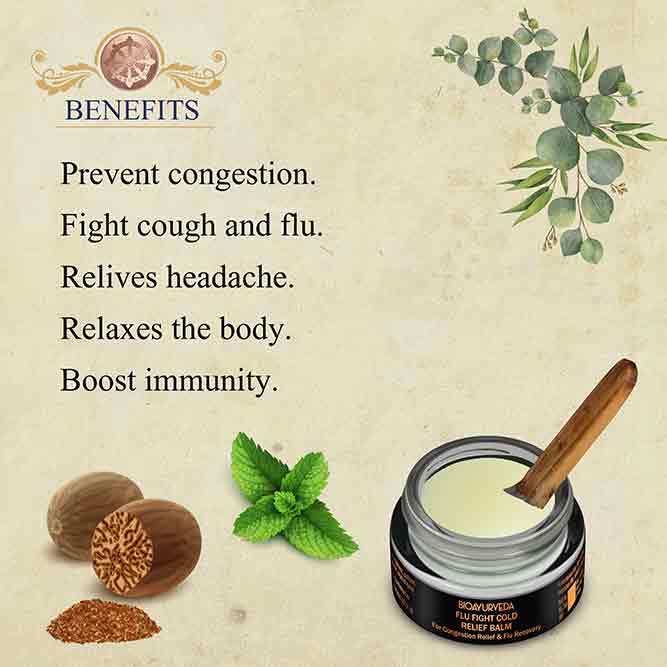 BENEFITS
Prevent congestion.
Fight cough and flu.
Relives headache.
Relaxes the body.
Boost immunity.
BIOAYURVEDA
FLU FIGHT COLD
RELIEF BALM
For Congestion Relief & Flu Recovery